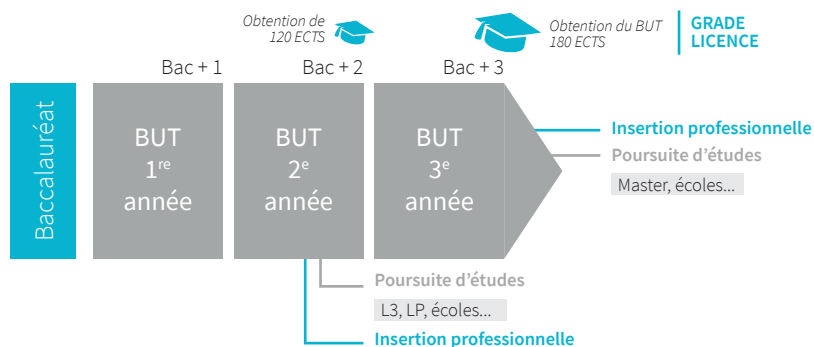 Obtention de
120 ECTS
Obtention du BUT
180 ECTS
GRADE
LICENCE
Bac + 1
Bac + 2
Bac + 3
Baccalauréat
BUT
1re
année
BUT
2e
année
BUT
3e
année
Insertion professionnelle
Poursuite d'études
Master, écoles...
Poursuite d'études
L3, LP, écoles...
Insertion professionnelle